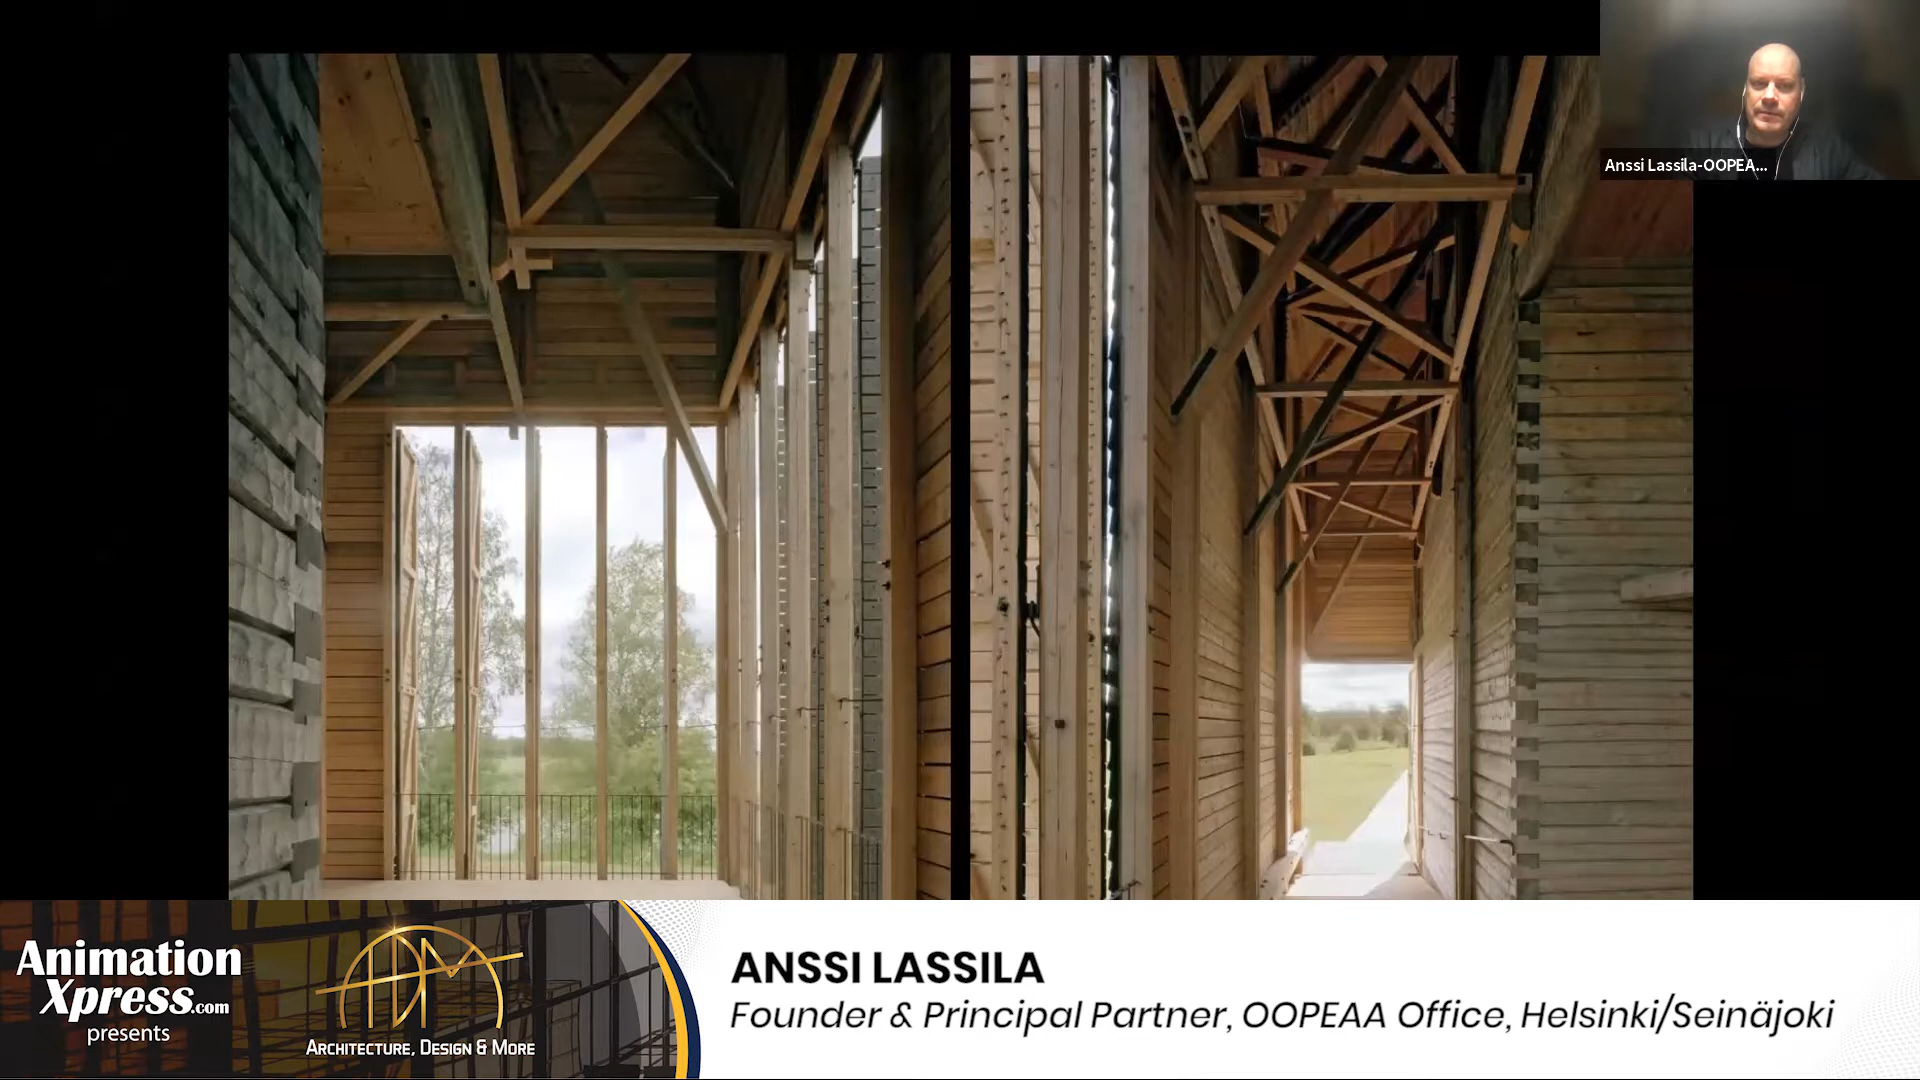 Anssi Lassila-OOPEA...
Animation
Xpress.com
presents
ADM
ARCHITECTURE, DESIGN & MORE
ANSSI LASSILA
Founder & Principal Partner, OOPEAA Office, Helsinki/Seinäjoki